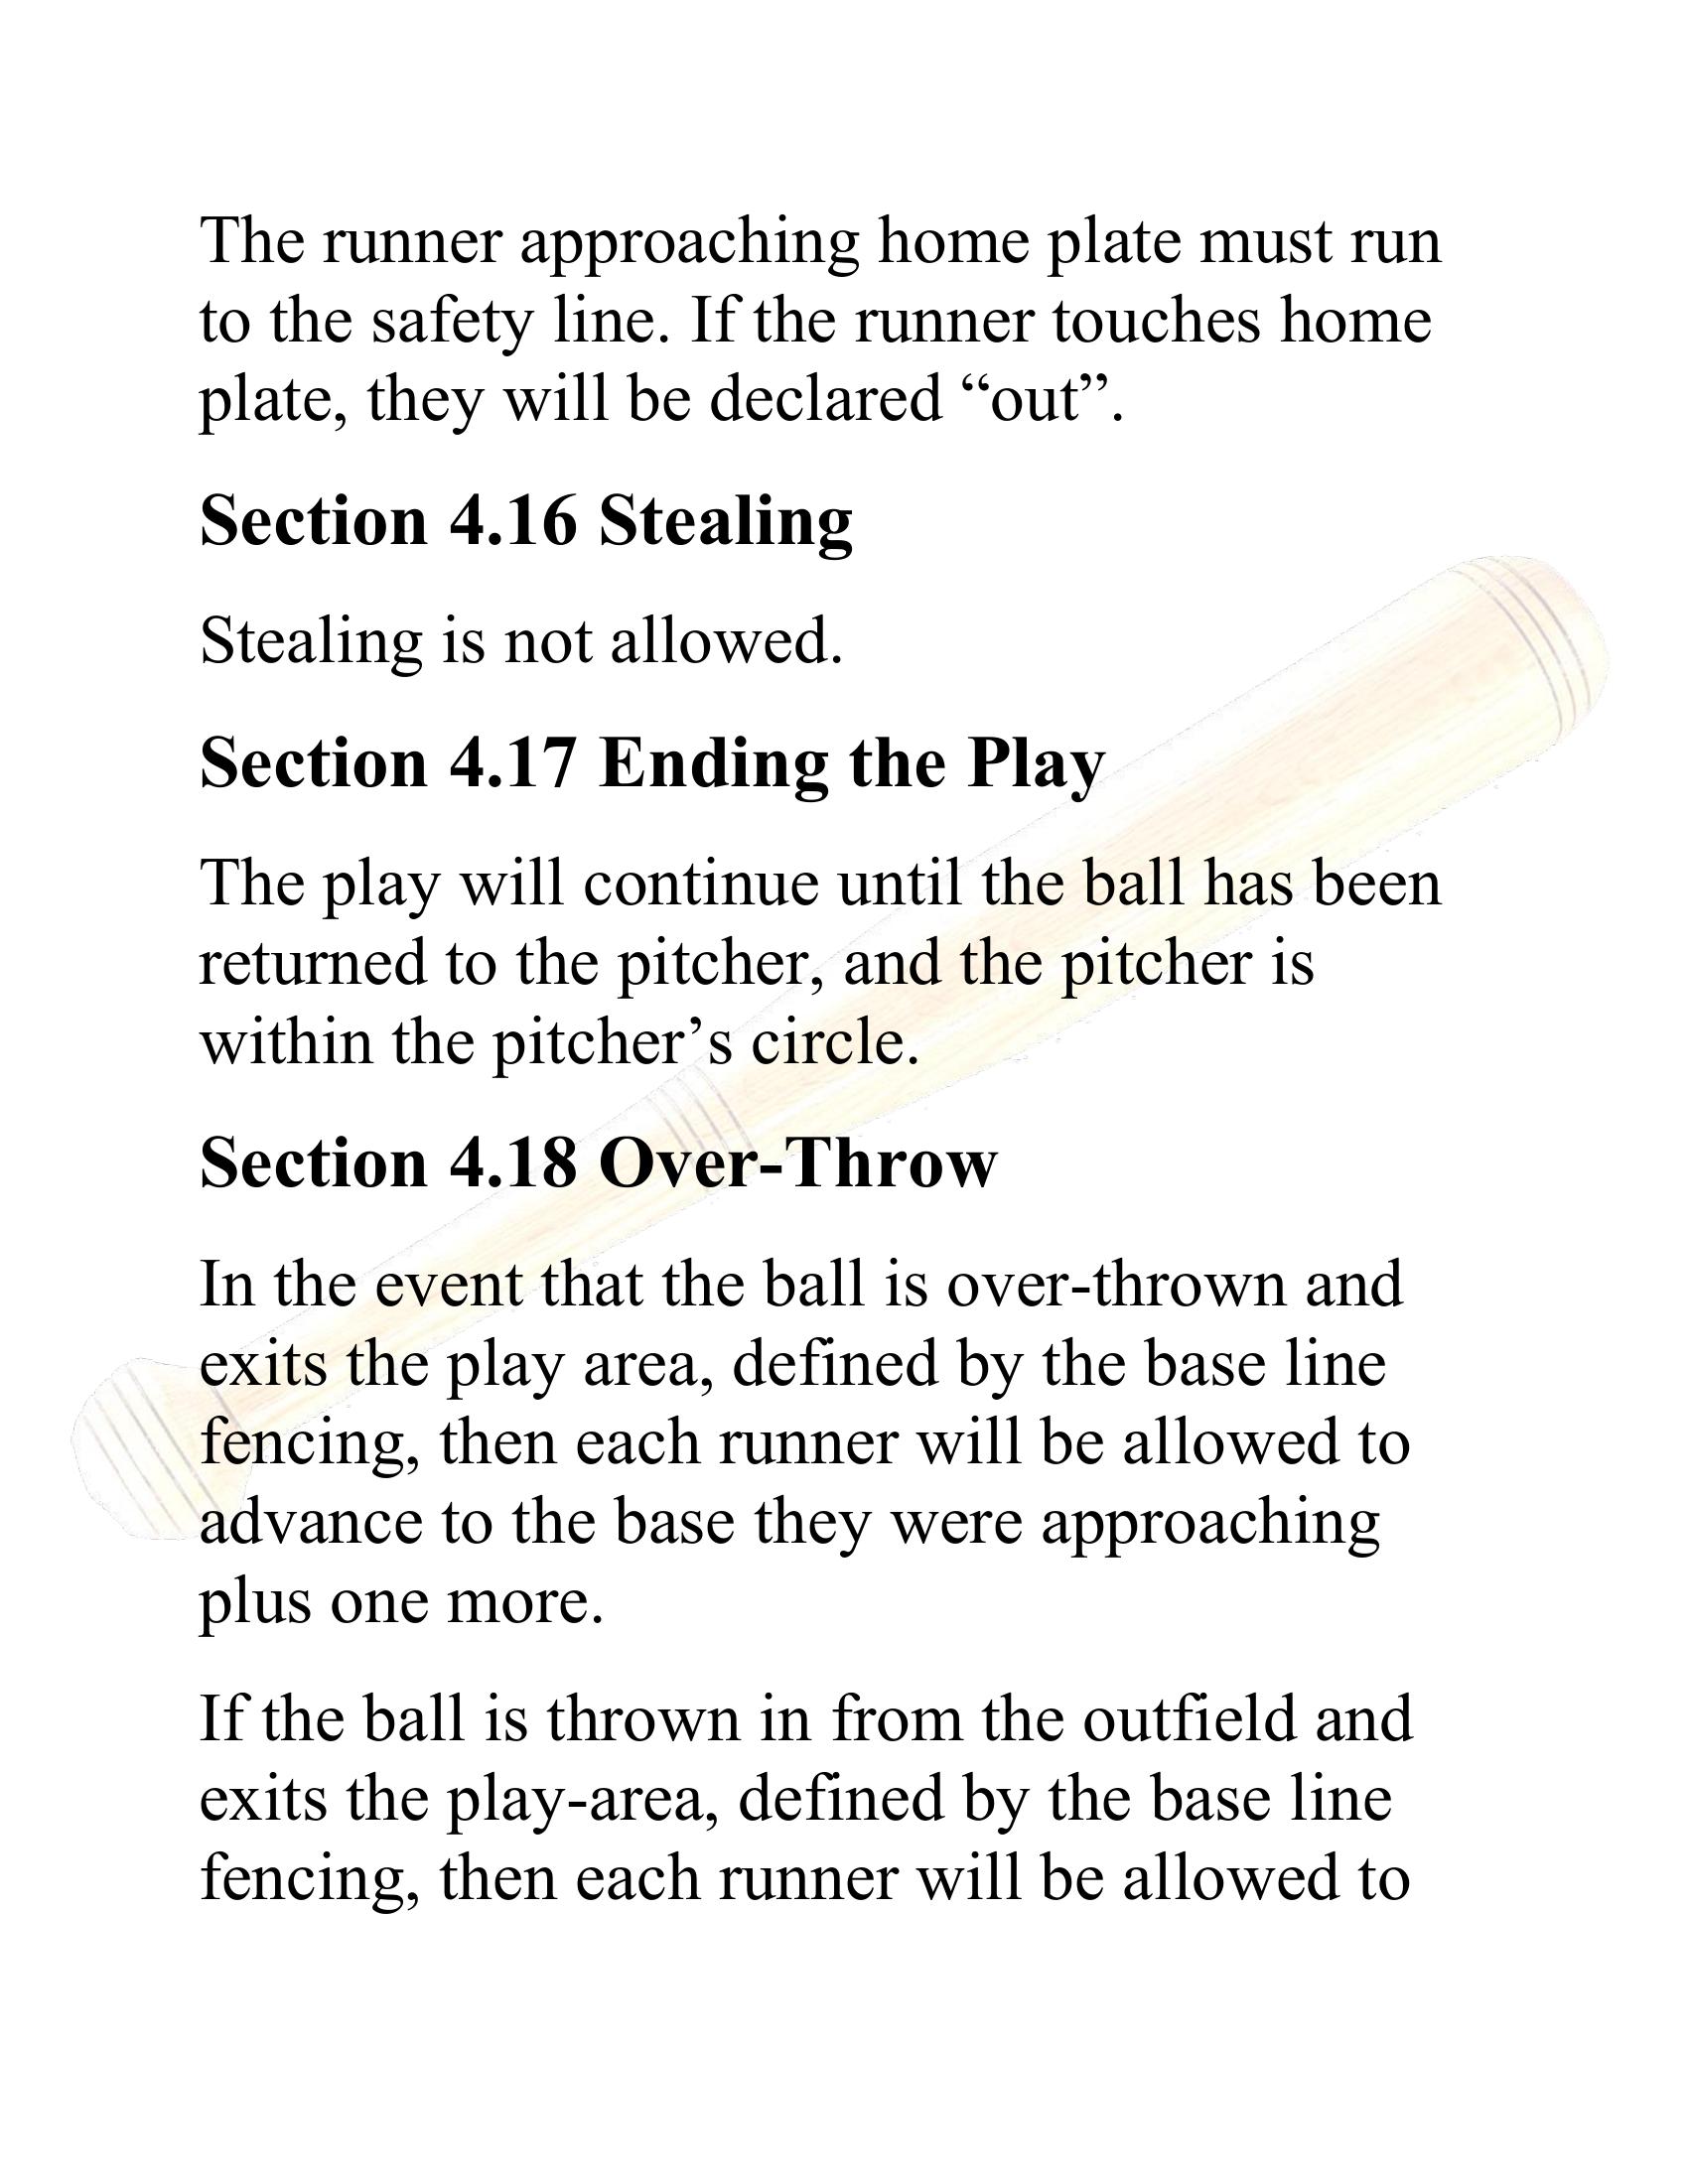 The runner approaching home plate must run
to the safety line. If the runner touches home
plate, they will be declared “out”.
Section 4.16 Stealing
Stealing is not allowed.
Section 4.17 Ending the Play
The play will continue until the ball has been
returned to the pitcher, and the pitcher is
within the pitcher’s circle.
Section 4.18 Over-Throw
In the event that the ball is over-thrown and
exits the play area, defined by the base line
fencing, then each runner will be allowed to
advance to the base they were approaching
plus one more.
If the ball is thrown in from the outfield and
exits the play-area, defined by the base line
fencing, then each runner will be allowed to